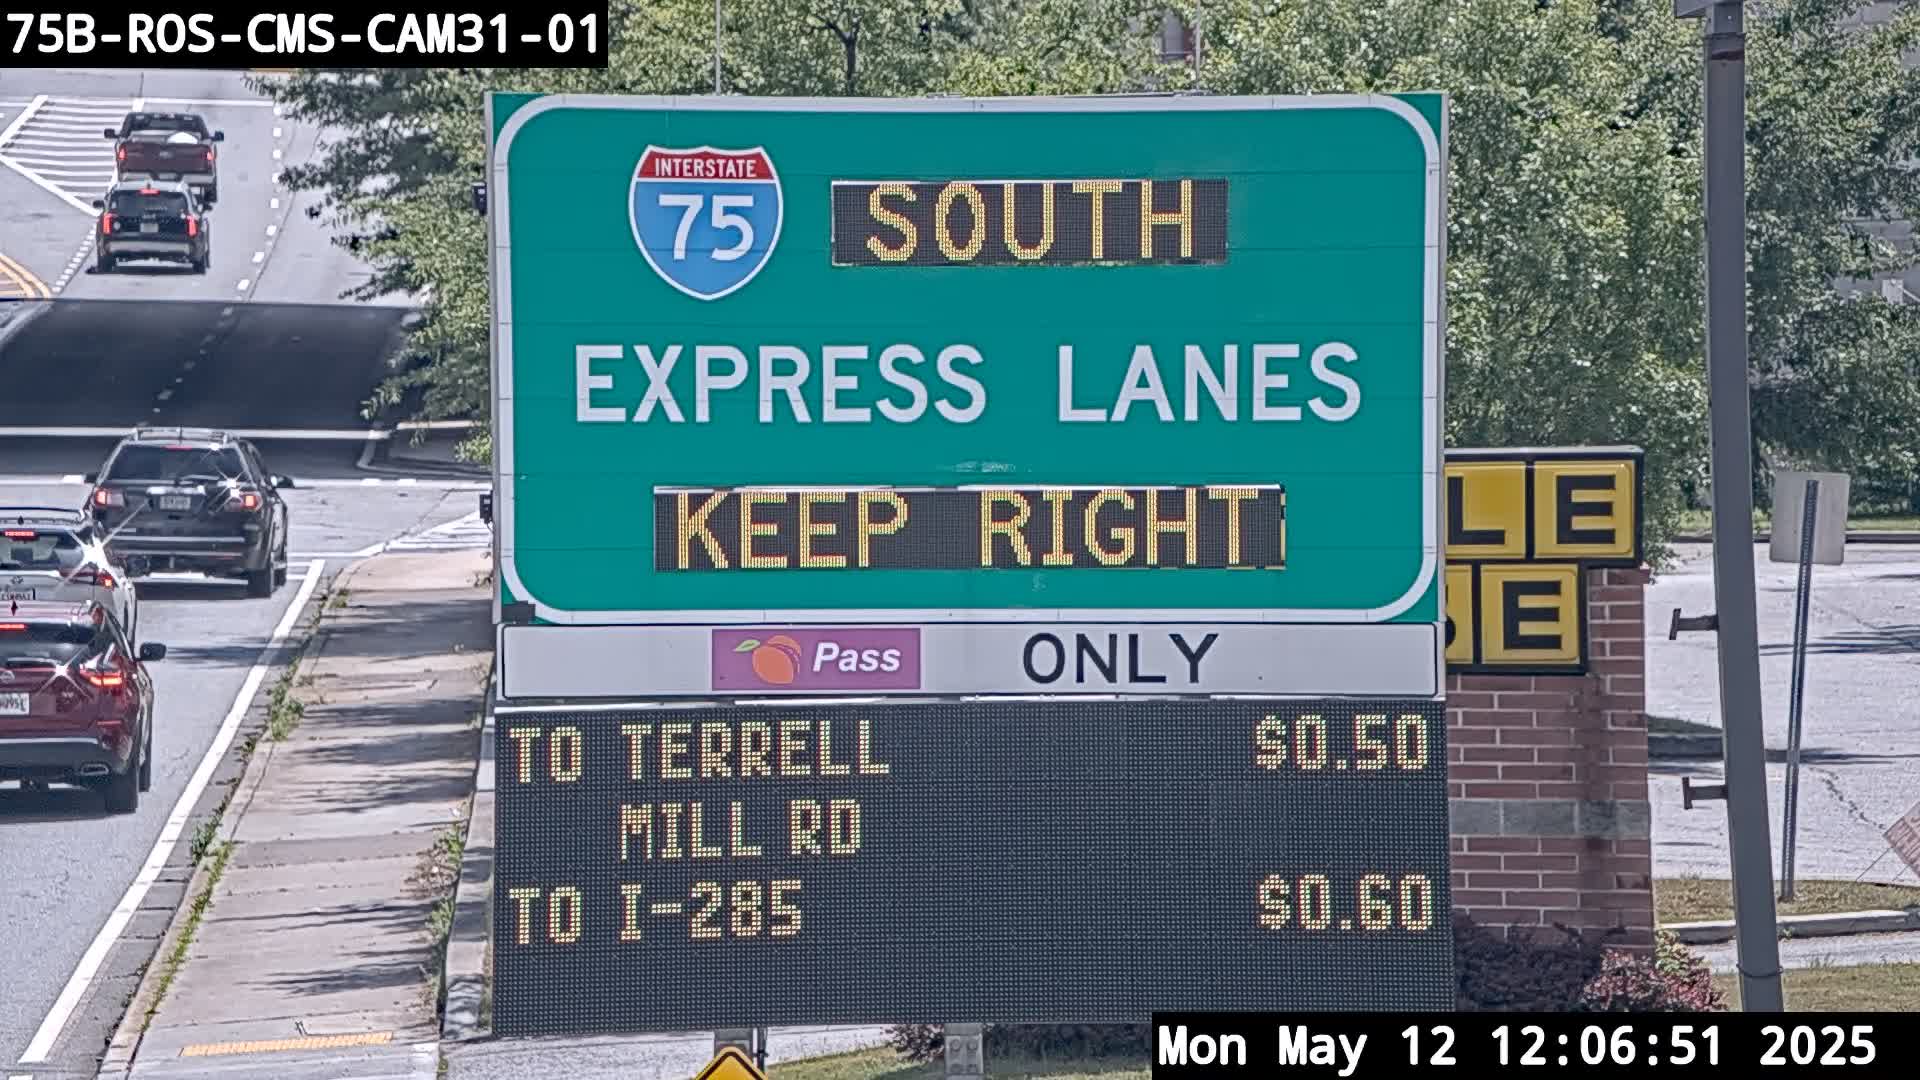 75B-ROS-CMS-CAM31-01
INTERSTATE
75
SOUTH
EXPRESS LANES
KEEP RIGHT
Pass ONLY
TO TERRELL $0.50
MILL RD
TO I-285 $0.60
LE
E
Mon May 12 12:06:51 2025